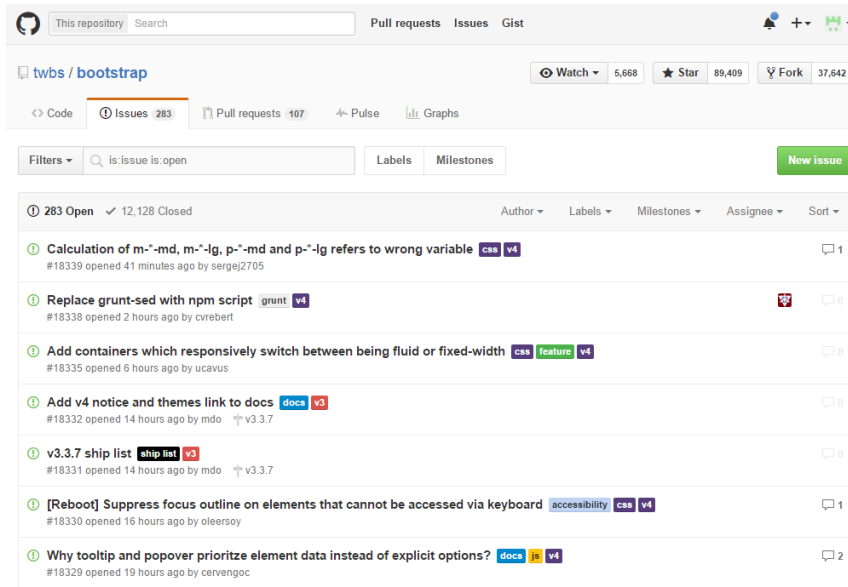 This repository Search Pull requests Issues Gist
twbs / bootstrap Watch 5,668 Star 89,409 Fork 37,642
Code Issues 283 Pull requests 107 Pulse Graphs
Filters is:issue is:open Labels Milestones New issue
283 Open 12,128 Closed Author Labels Milestones Assignee Sort
Calculation of m-*-md, m-*-lg, p-*-md and p-*-lg refers to wrong variable css v4 1
#18339 opened 41 minutes ago by sergej2705
Replace grunt-sed with npm script grunt v4 0
#18338 opened 2 hours ago by cvrebert
Add containers which responsively switch between being fluid or fixed-width css feature v4 0
#18335 opened 6 hours ago by ucavus
Add v4 notice and themes link to docs docs v3 0
#18332 opened 14 hours ago by mdo v3.3.7
v3.3.7 ship list ship list v3 0
#18331 opened 14 hours ago by mdo v3.3.7
[Reboot] Suppress focus outline on elements that cannot be accessed via keyboard accessibility css v4 1
#18330 opened 16 hours ago by oleersoy
Why tooltip and popover prioritze element data instead of explicit options? docs js v4 2
#18329 opened 19 hours ago by cervengoc